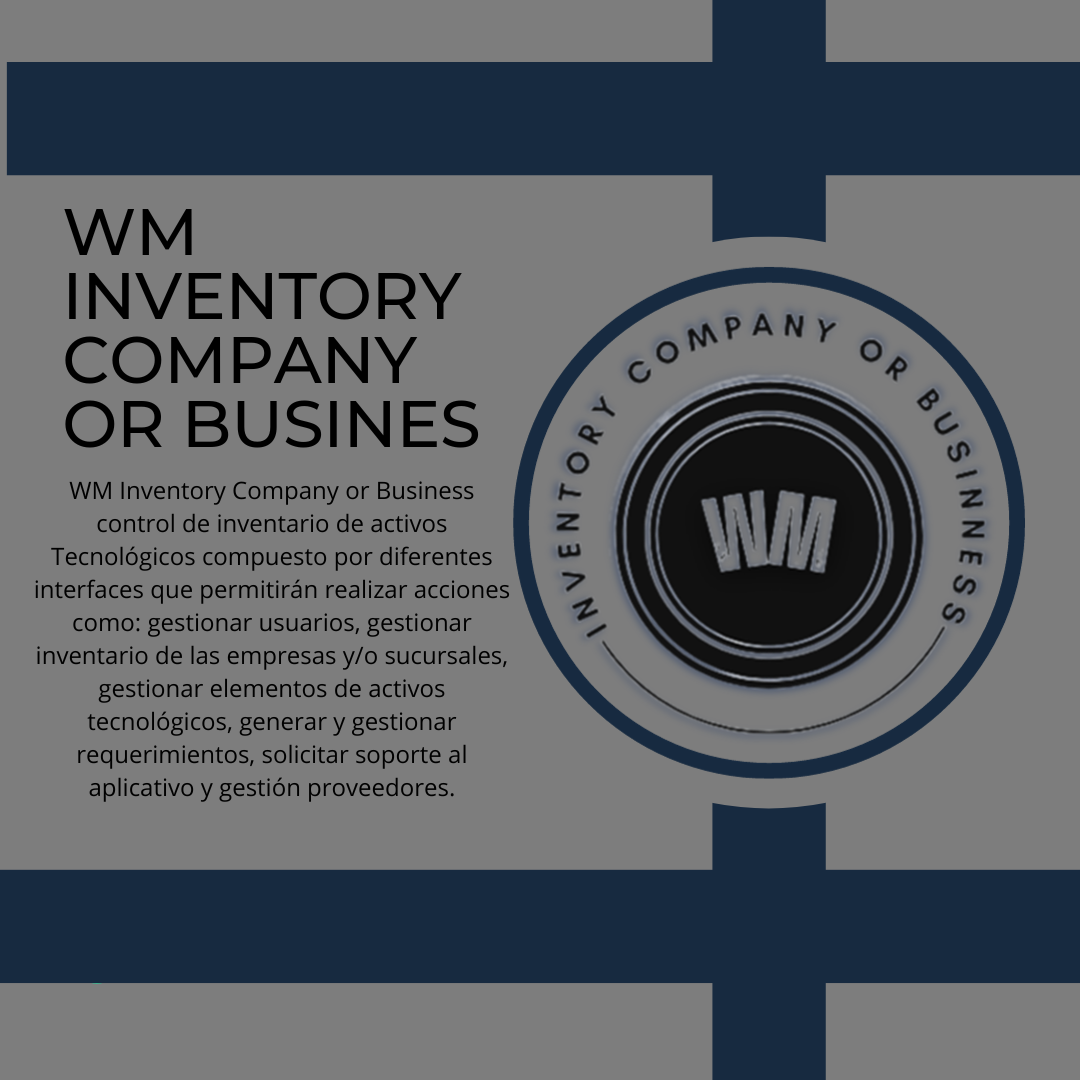 WM
INVENTORY
COMPANY
OR BUSINES
WM Inventory Company or Business
control de inventario de activos
Tecnológicos compuesto por diferentes
interfaces que permitirán realizar acciones
como: gestionar usuarios, gestionar
inventario de las empresas y/o sucursales,
gestionar elementos de activos
tecnológicos, generar y gestionar
requerimientos, solicitar soporte al
aplicativo y gestión proveedores.
INVENTORY COMPANY OR BUSINNESS
WM